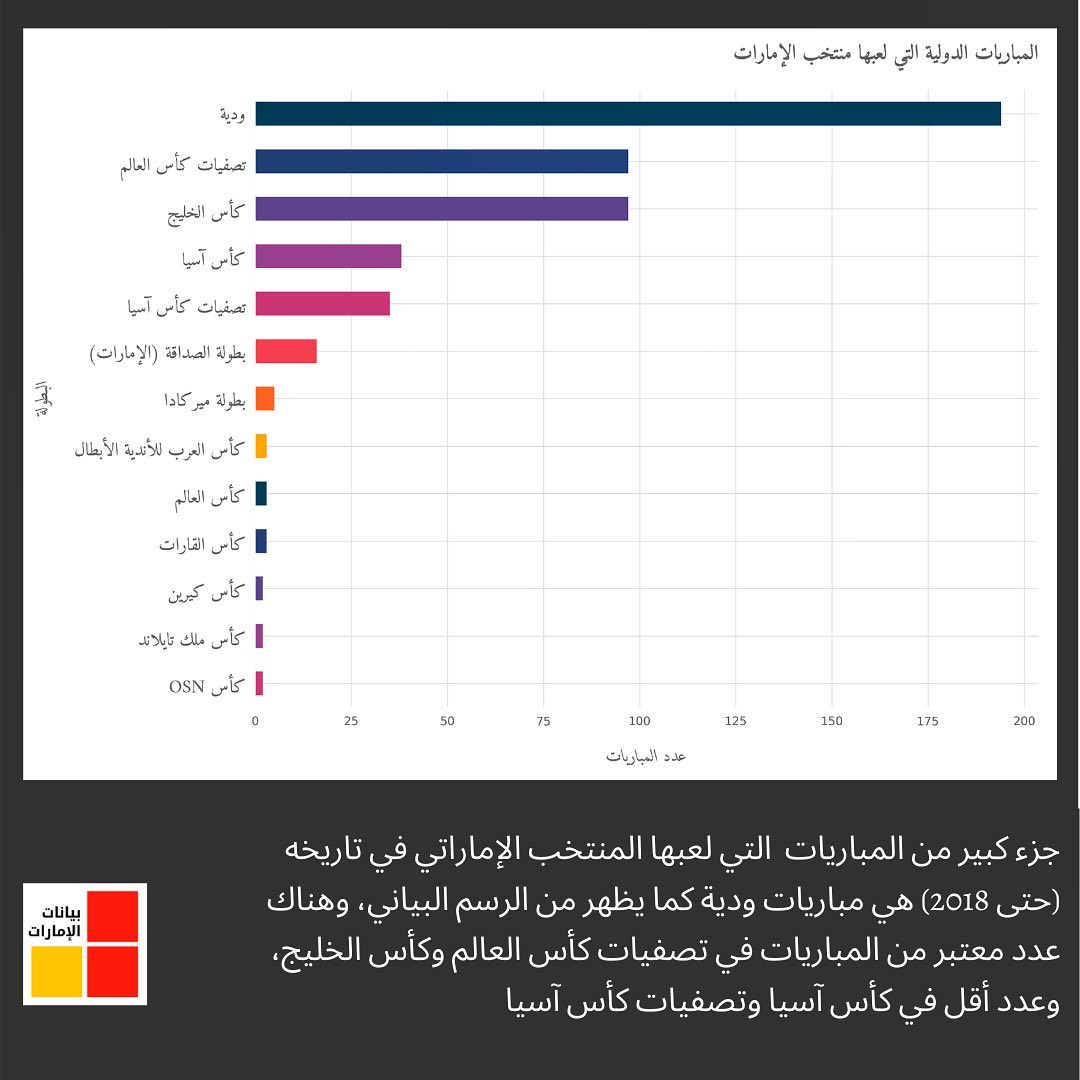 المباريات الدولية التي لعبها منتخب الإمارات
ودية
تصفيات كأس العالم
كأس الخليج
كأس آسيا
تصفيات كأس آسيا
بطولة الصداقة (الإمارات)
بطولة ميركادا
كأس العرب للأندية الأبطال
كأس العالم
كأس القارات
كأس كيرين
كأس ملك تايلاند
كأس OSN
البطولة
0 25 50 75 100 125 150 175 200
عدد المباريات
جزء كبير من المباريات التي لعبها المنتخب الإماراتي في تاريخه
(حتى 2018) هي مباريات ودية كما يظهر من الرسم البياني، وهناك
عدد معتبر من المباريات في تصفيات كأس العالم وكأس الخليج،
وعدد أقل في كأس آسيا وتصفيات كأس آسيا
بيانات
الإمارات